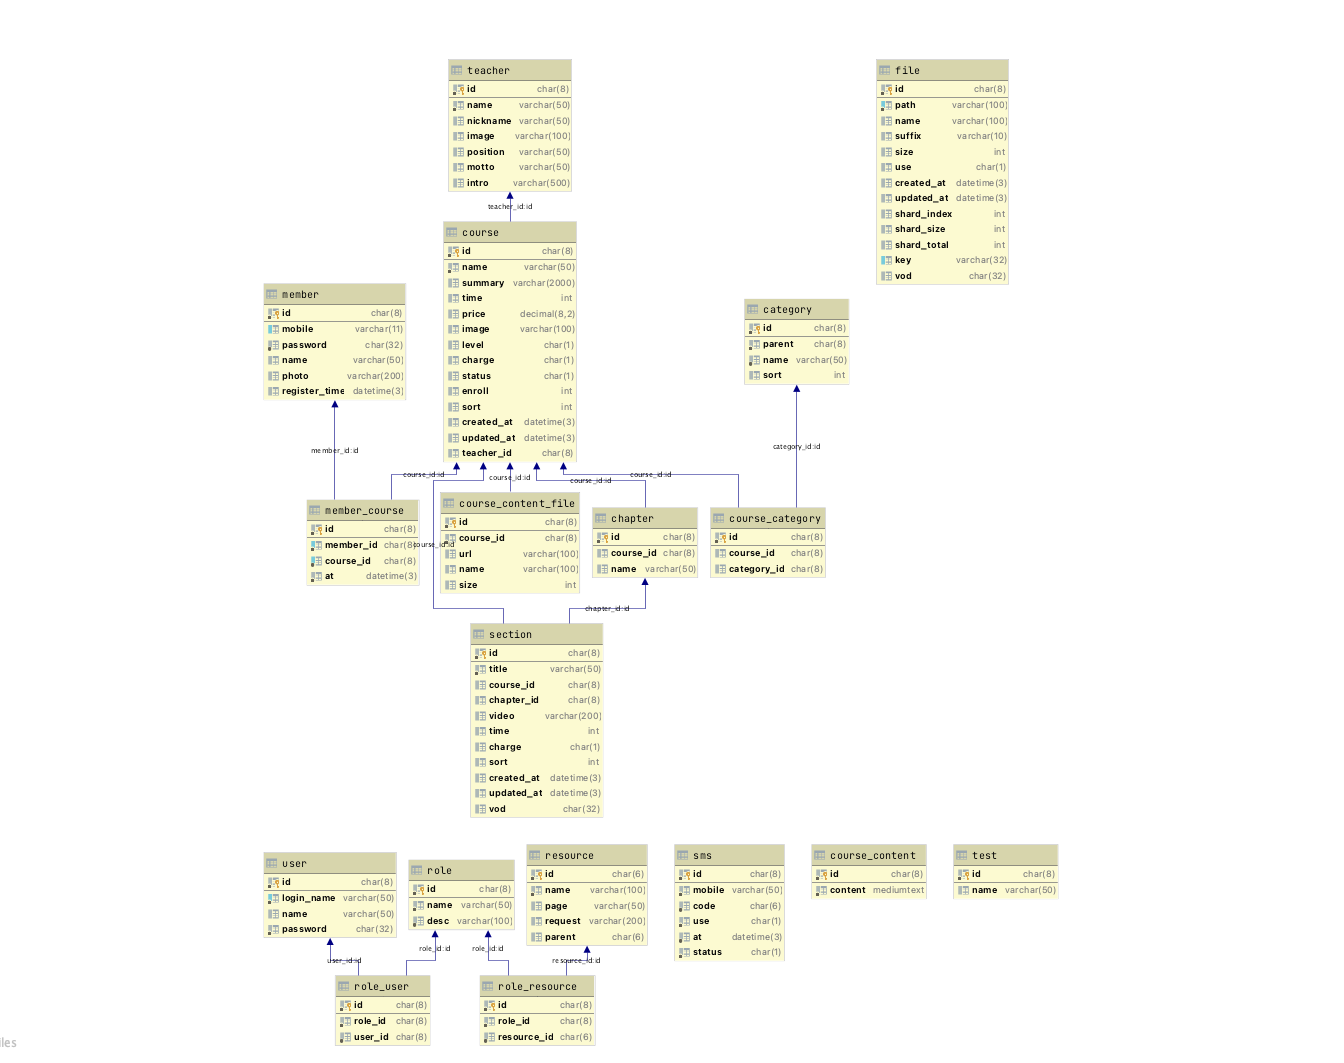 teacher
id char(8)
name varchar(50)
nickname varchar(50)
image varchar(100)
position varchar(50)
motto varchar(50)
intro varchar(500)
teacher_id:id
file
id char(8)
path varchar(100)
name varchar(100)
suffix varchar(10)
size int
use char(1)
created_at datetime(3)
updated_at datetime(3)
shard_index int
shard_size int
shard_total int
key varchar(32)
vod char(32)
course
id char(8)
name varchar(50)
summary varchar(2000)
time int
price decimal(8,2)
image varchar(100)
level char(1)
charge char(1)
status char(1)
enroll int
sort int
created_at datetime(3)
updated_at datetime(3)
teacher_id char(8)
member
id char(8)
mobile varchar(11)
password char(32)
name varchar(50)
photo varchar(200)
register_time datetime(3)
category
id char(8)
parent char(8)
name varchar(50)
sort int
member_id:id
category_id:id
course_id:id
course_id:id
course_id:id
course_id:id
member_course
id char(8)
member_id char(8)
course_id char(8)
at datetime(3)
course_id:id
course_content_file
id char(8)
course_id char(8)
url varchar(100)
name varchar(100)
size int
chapter
id char(8)
course_id char(8)
name varchar(50)
course_category
id char(8)
course_id char(8)
category_id char(8)
chapter_id:id
section
id char(8)
title varchar(50)
course_id char(8)
chapter_id char(8)
video varchar(200)
time int
charge char(1)
sort int
created_at datetime(3)
updated_at datetime(3)
vod char(32)
user
id char(8)
login_name varchar(50)
name varchar(50)
password char(32)
role
id char(8)
name varchar(50)
desc varchar(100)
resource
id char(6)
name varchar(100)
page varchar(50)
request varchar(200)
parent char(6)
sms
id char(8)
mobile varchar(50)
code char(6)
use char(1)
at datetime(3)
status char(1)
course_content
id char(8)
content mediumtext
test
id char(8)
name varchar(50)
user_id:id
role_id:id
role_id:id
resource_id:id
role_user
id char(8)
role_id char(8)
user_id char(8)
role_resource
id char(8)
role_id char(8)
resource_id char(6)